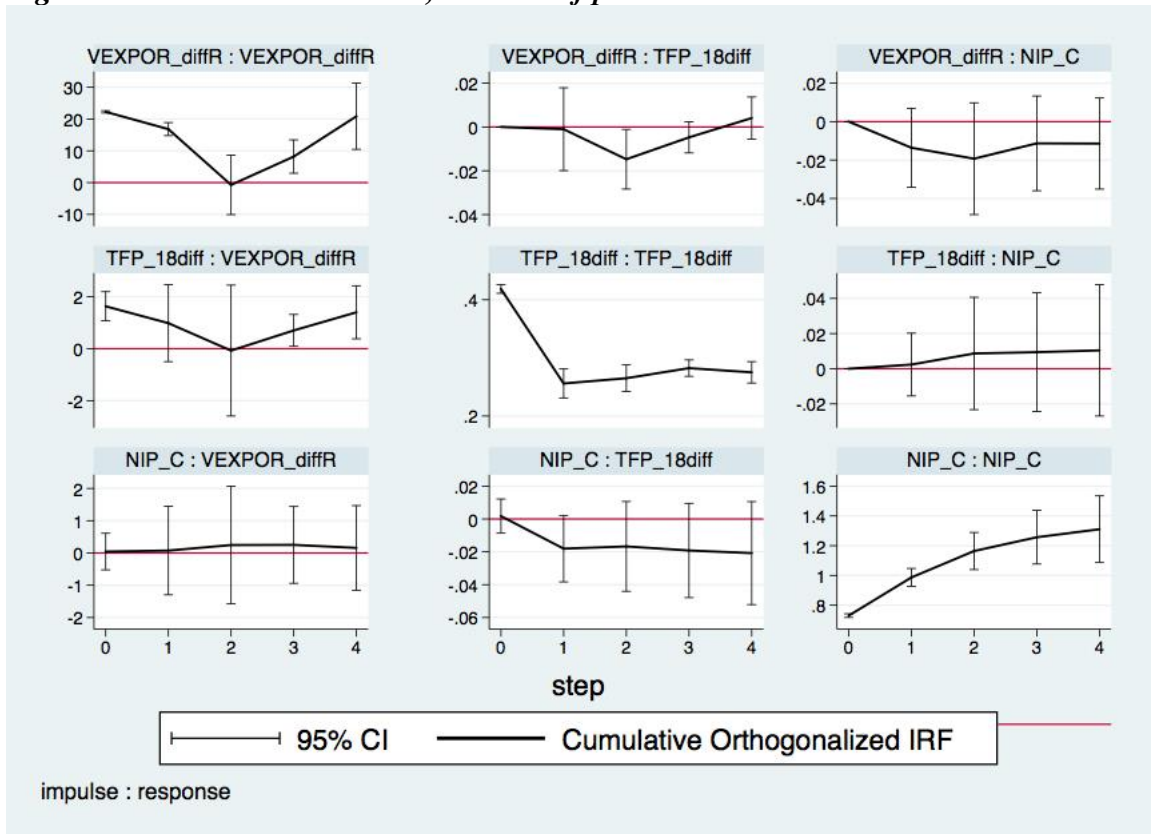 VEXPOR_diffR : VEXPOR_diffR
30
20
10
0
-10
VEXPOR_diffR : TFP_18diff
.02
0
-.02
-.04
VEXPOR_diffR : NIP_C
.02
0
-.02
-.04
TFP_18diff : VEXPOR_diffR
2
0
-2
TFP_18diff : TFP_18diff
.4
.2
TFP_18diff : NIP_C
.04
.02
0
-.02
NIP_C : VEXPOR_diffR
2
1
0
-1
-2
0 1 2 3 4
NIP_C : TFP_18diff
.02
0
-.02
-.04
-.06
0 1 2 3 4
NIP_C : NIP_C
1.6
1.4
1.2
1
.8
0 1 2 3 4
step
95% CI Cumulative Orthogonalized IRF
impulse : response